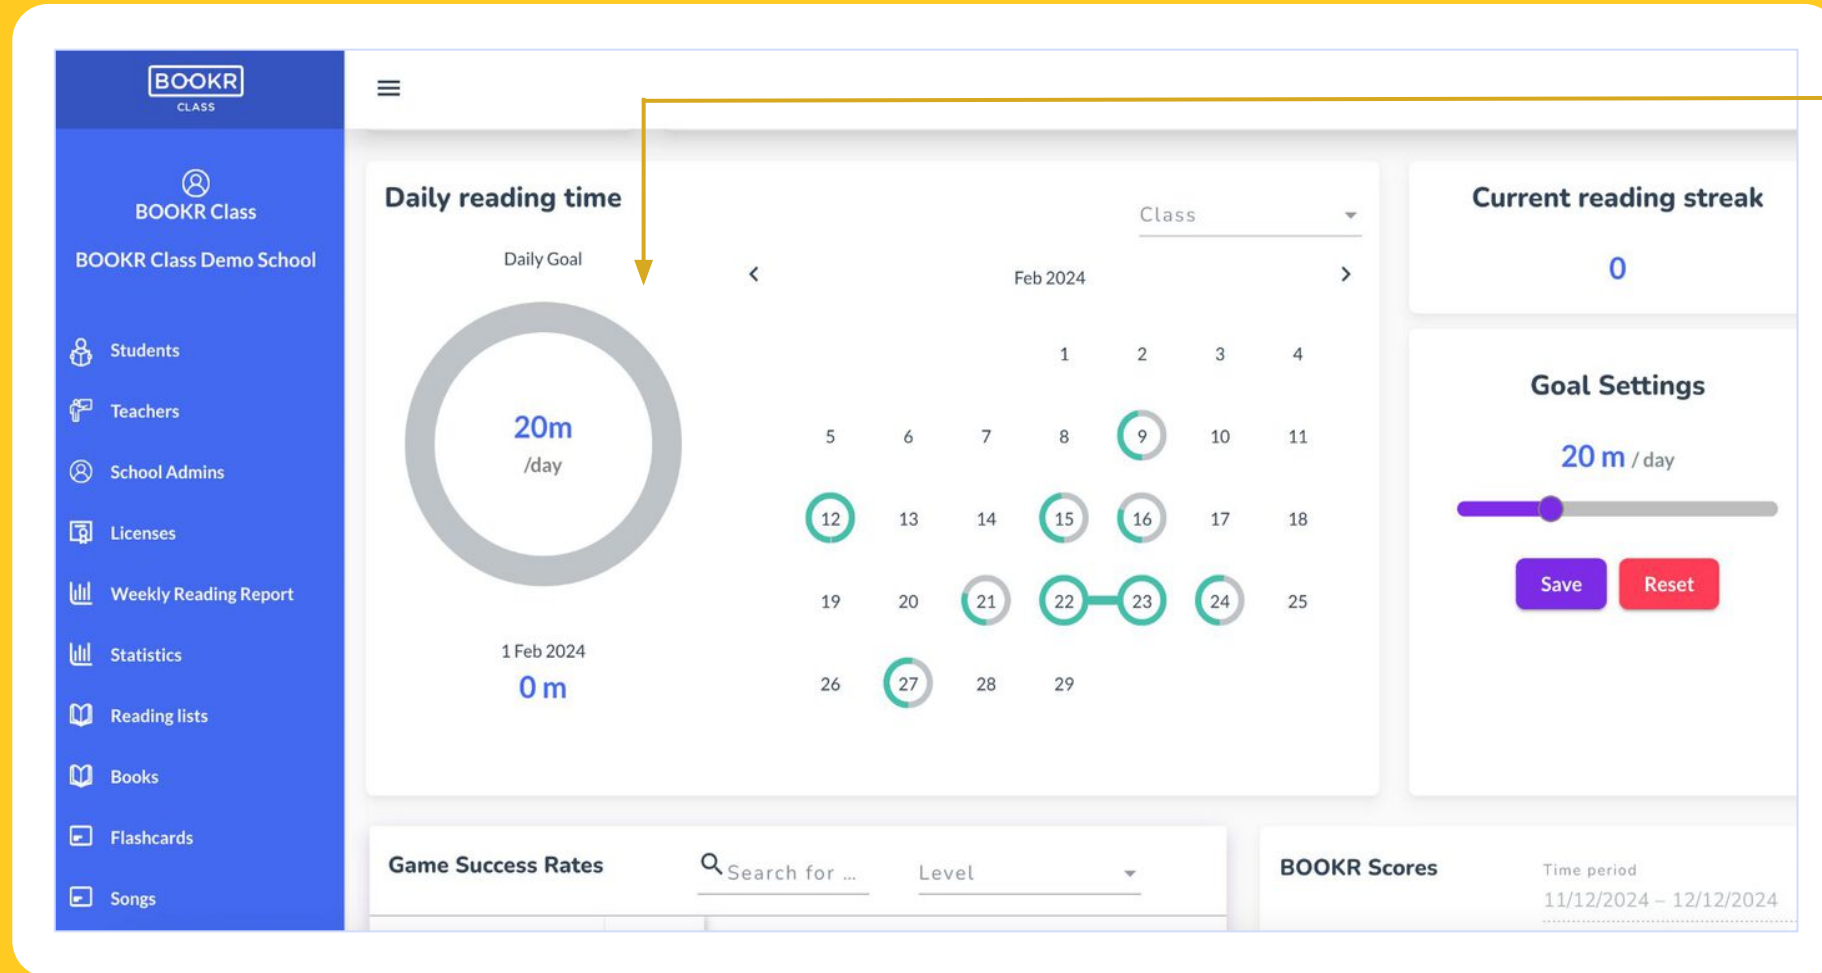 BOOKR
CLASS
BOOKR Class
BOOKR Class Demo School
Students
Teachers
School Admins
Licenses
Weekly Reading Report
Statistics
Reading lists
Books
Flashcards
Songs
Daily reading time
Class
Daily Goal
20m
/day
1 Feb 2024
0 m
Feb 2024
1 2 3 4
5 6 7 8 9 10 11
12 13 14 15 16 17 18
19 20 21 22 23 24 25
26 27 28 29
Current reading streak
0
Goal Settings
20 m / day
Save Reset
Game Success Rates
Search for ...
Level
BOOKR Scores
Time period
11/12/2024 – 12/12/2024